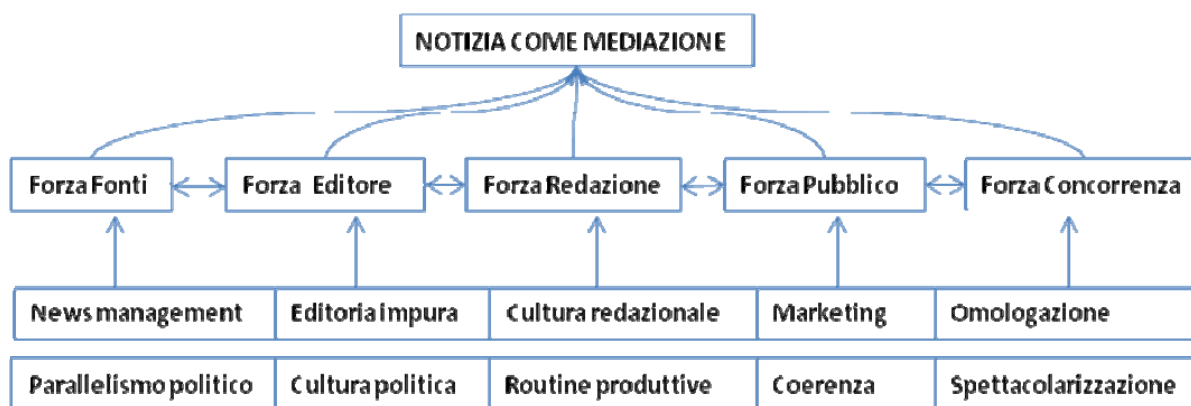 NOTIZIA COME MEDIAZIONE
Forza Fonti Forza Editore Forza Redazione Forza Pubblico Forza Concorrenza
News management Editoria impura Cultura redazionale Marketing Omologazione
Parallelismo politico Cultura politica Routine produttive Coerenza Spettacolarizzazione